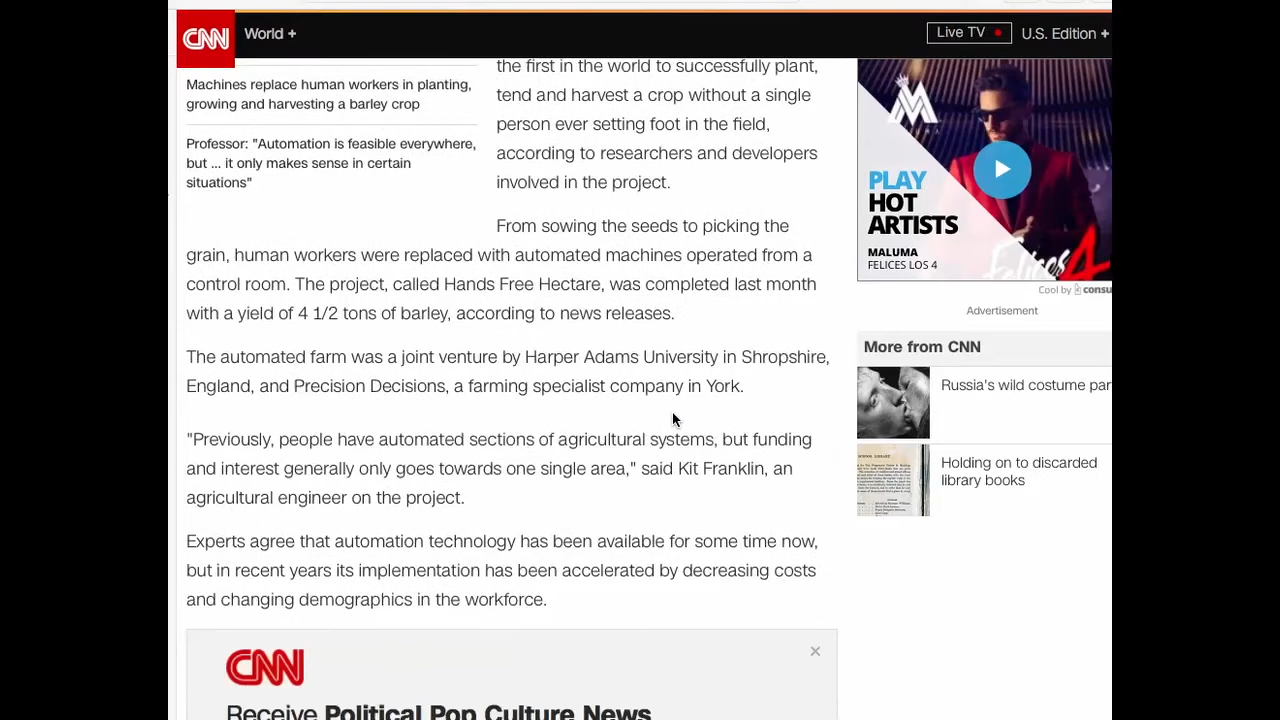 CNN
World +
Live TV
U.S. Edition +
Machines replace human workers in planting,
growing and harvesting a barley crop
Professor: "Automation is feasible everywhere,
but ... it only makes sense in certain
situations"
the first in the world to successfully plant,
tend and harvest a crop without a single
person ever setting foot in the field,
according to researchers and developers
involved in the project.
From sowing the seeds to picking the
grain, human workers were replaced with automated machines operated from a
control room. The project, called Hands Free Hectare, was completed last month
with a yield of 4 1/2 tons of barley, according to news releases.
The automated farm was a joint venture by Harper Adams University in Shropshire,
England, and Precision Decisions, a farming specialist company in York.
"Previously, people have automated sections of agricultural systems, but funding
and interest generally only goes towards one single area," said Kit Franklin, an
agricultural engineer on the project.
Experts agree that automation technology has been available for some time now,
but in recent years its implementation has been accelerated by decreasing costs
and changing demographics in the workforce.
CNN
Receive Political Pop Culture News
PLAY
HOT
ARTISTS
MALUMA
FELICES LOS 4
Felices 4
Cool by consu
Advertisement
More from CNN
Russia's wild costume par
Holding on to discarded
library books